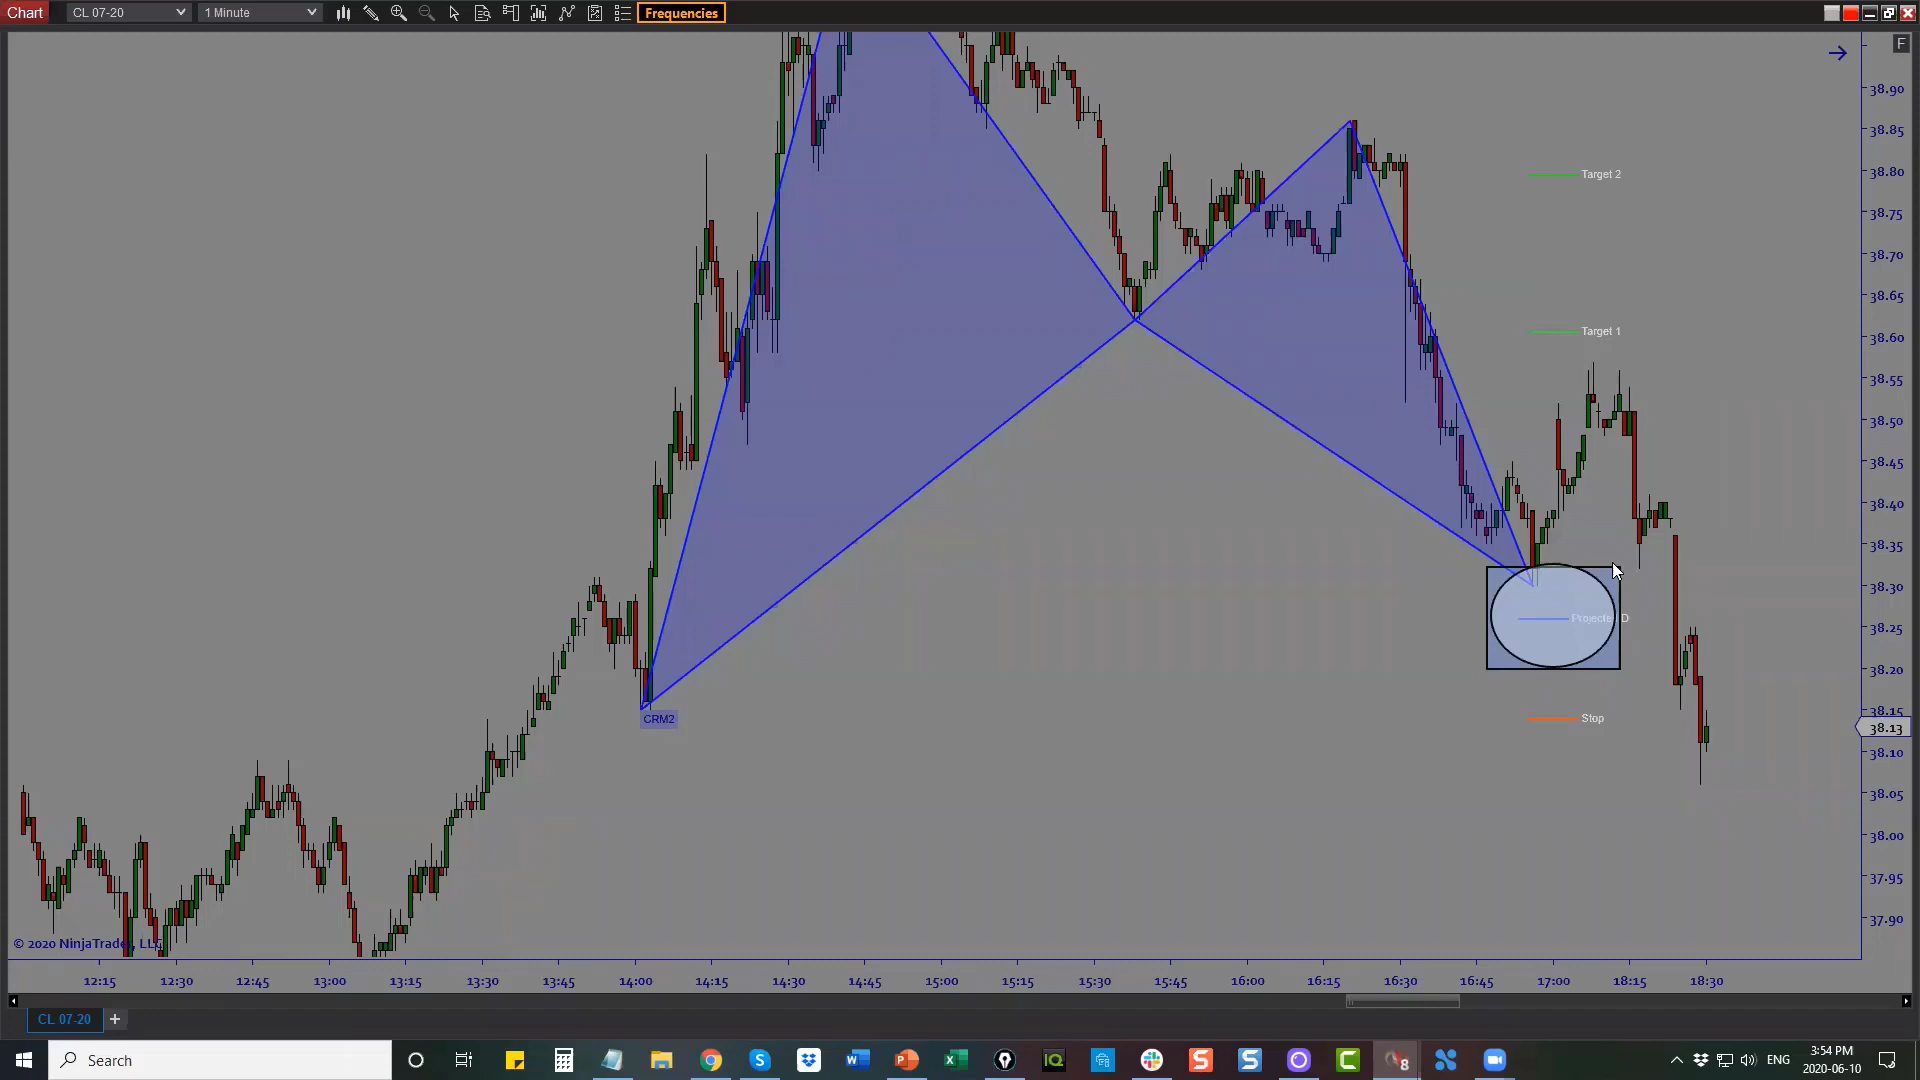 Chart
CL 07-20
1 Minute
Frequencies
F
38.90
38.85
38.80
38.75
38.70
38.65
38.60
38.55
38.50
38.45
38.40
38.35
38.30
38.25
38.20
38.15
38.13
38.10
38.05
38.00
37.95
37.90
Target 2
Target 1
Projected D
Stop
CRM2
© 2020 NinjaTrader, LLC
12:15 12:30 12:45 13:00 13:15 13:30 13:45 14:00 14:15 14:30 14:45 15:00 15:15 15:30 15:45 16:00 16:15 16:30 16:45 17:00 18:15 18:30
CL 07-20
Search
ENG
3:54 PM
2020-06-10